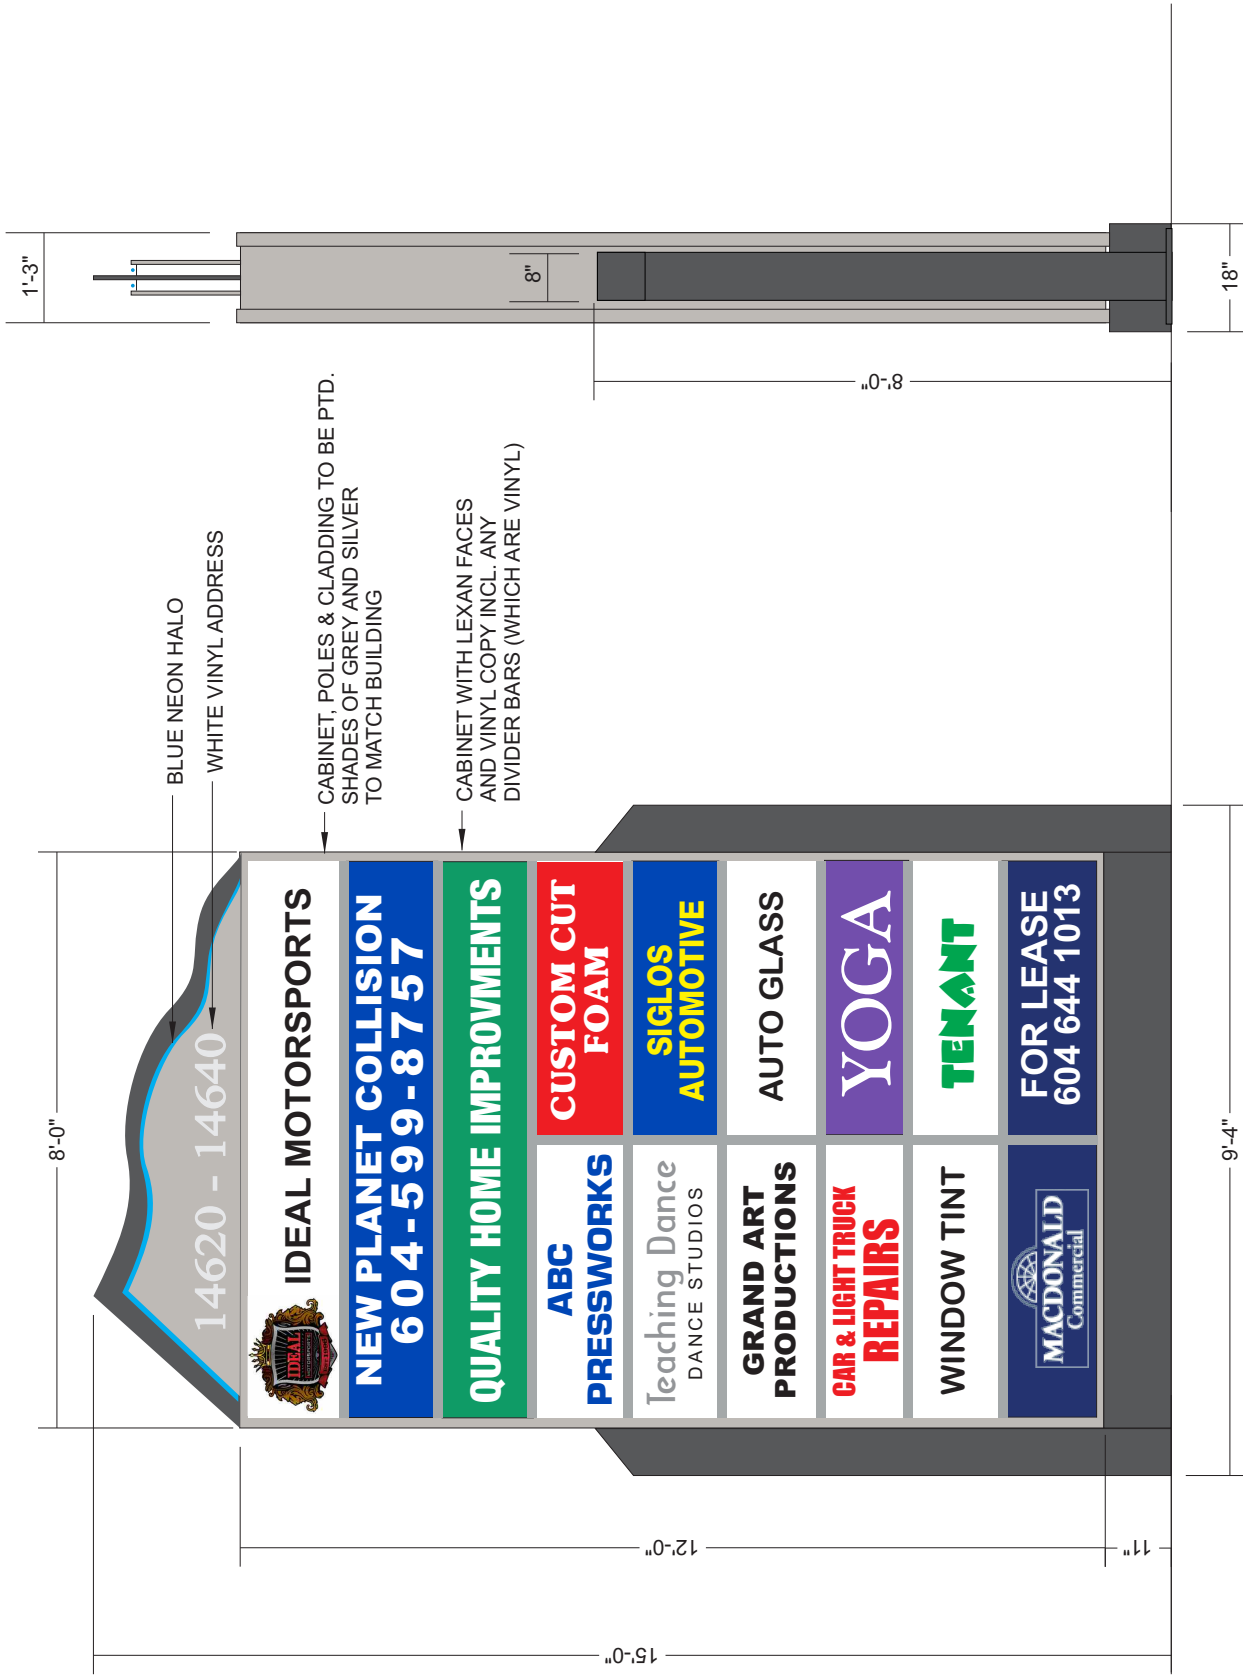 8'-0"
1'-3"
BLUE NEON HALO
WHITE VINYL ADDRESS
14620 - 14640
CABINET, POLES & CLADDING TO BE PTD.
SHADES OF GREY AND SILVER
TO MATCH BUILDING
CABINET WITH LEXAN FACES
AND VINYL COPY INCL. ANY
DIVIDER BARS (WHICH ARE VINYL)
IDEAL
IDEAL MOTORSPORTS
NEW PLANET COLLISION
604-599-8757
QUALITY HOME IMPROVMENTS
ABC
PRESSWORKS
CUSTOM CUT
FOAM
Teaching Dance
DANCE STUDIOS
SIGLOS
AUTOMOTIVE
GRAND ART
PRODUCTIONS
AUTO GLASS
CAR & LIGHT TRUCK
REPAIRS
YOGA
WINDOW TINT
TENANT
MACDONALD
Commercial
FOR LEASE
604 644 1013
15'-0"
12'-0"
11"
9'-4"
8"
8'-0"
18"